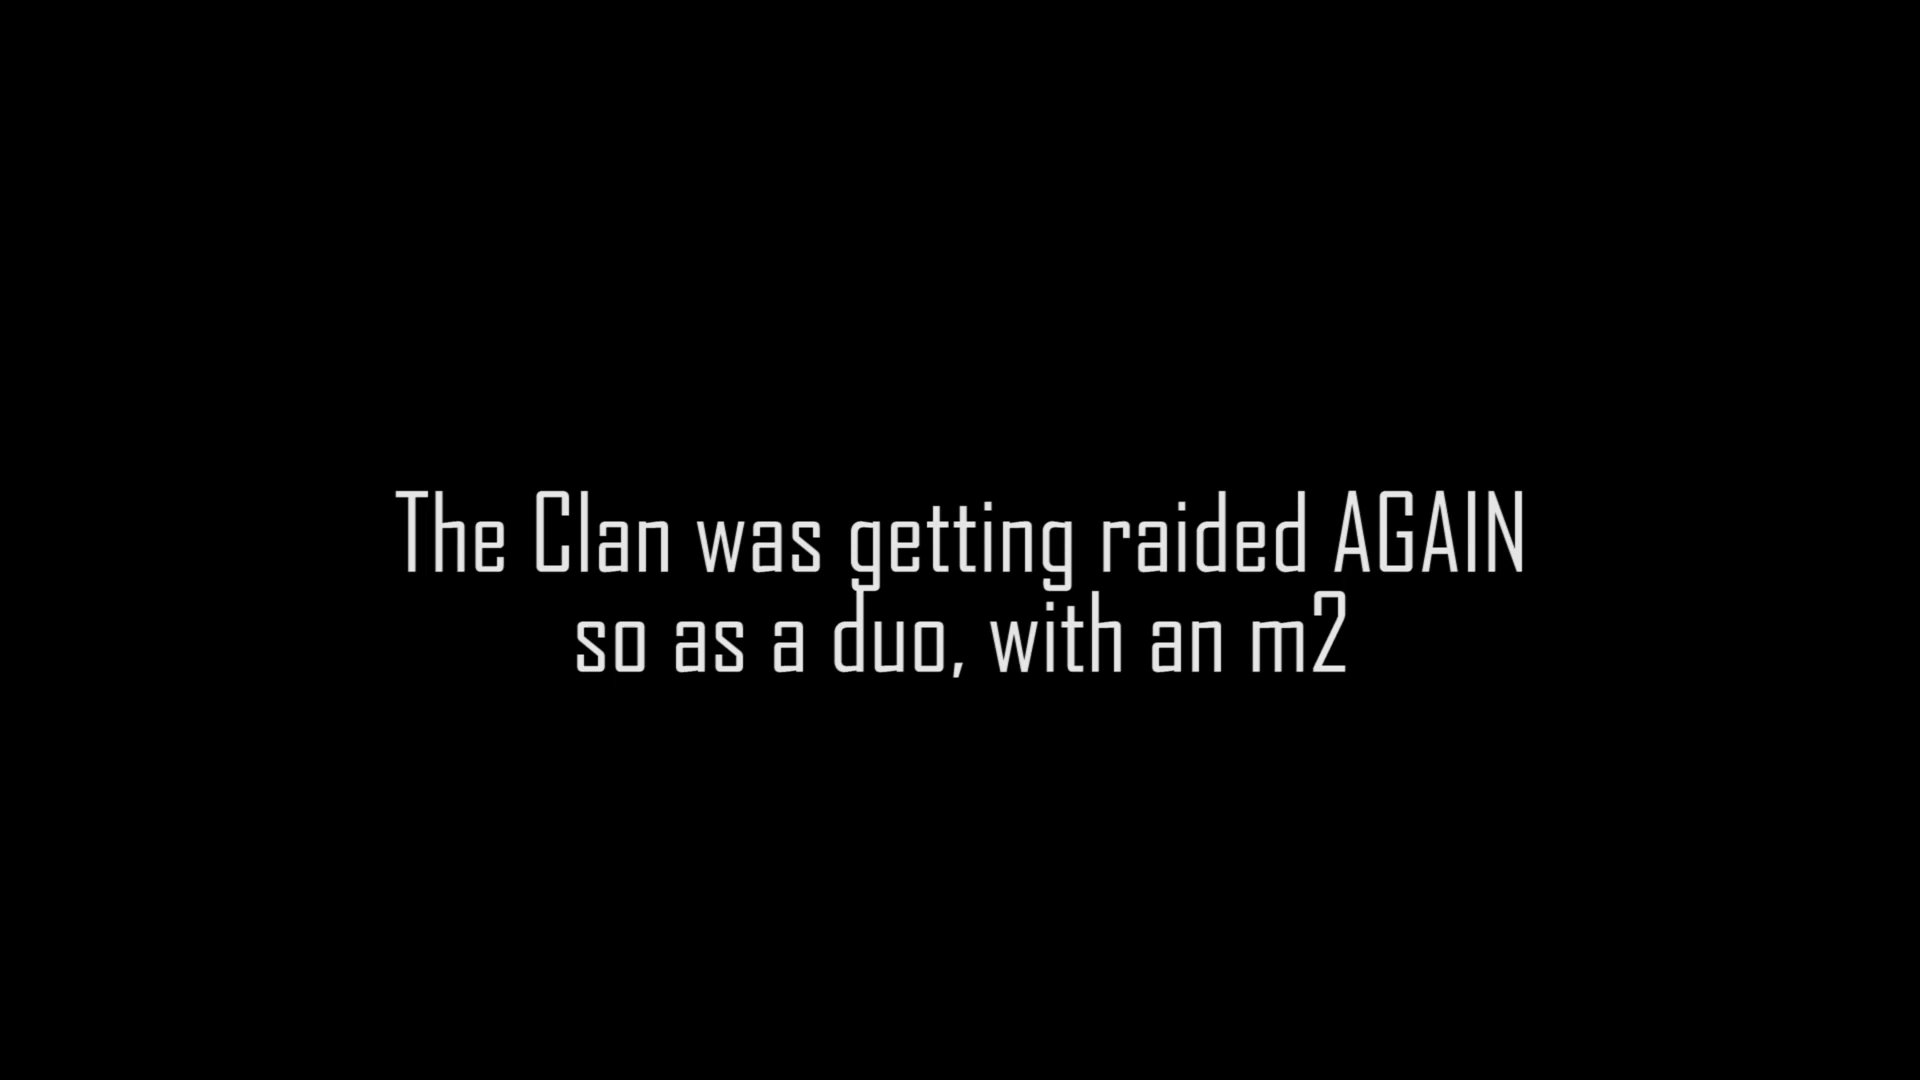 The Clan was getting raided AGAIN
so as a duo, with an m2